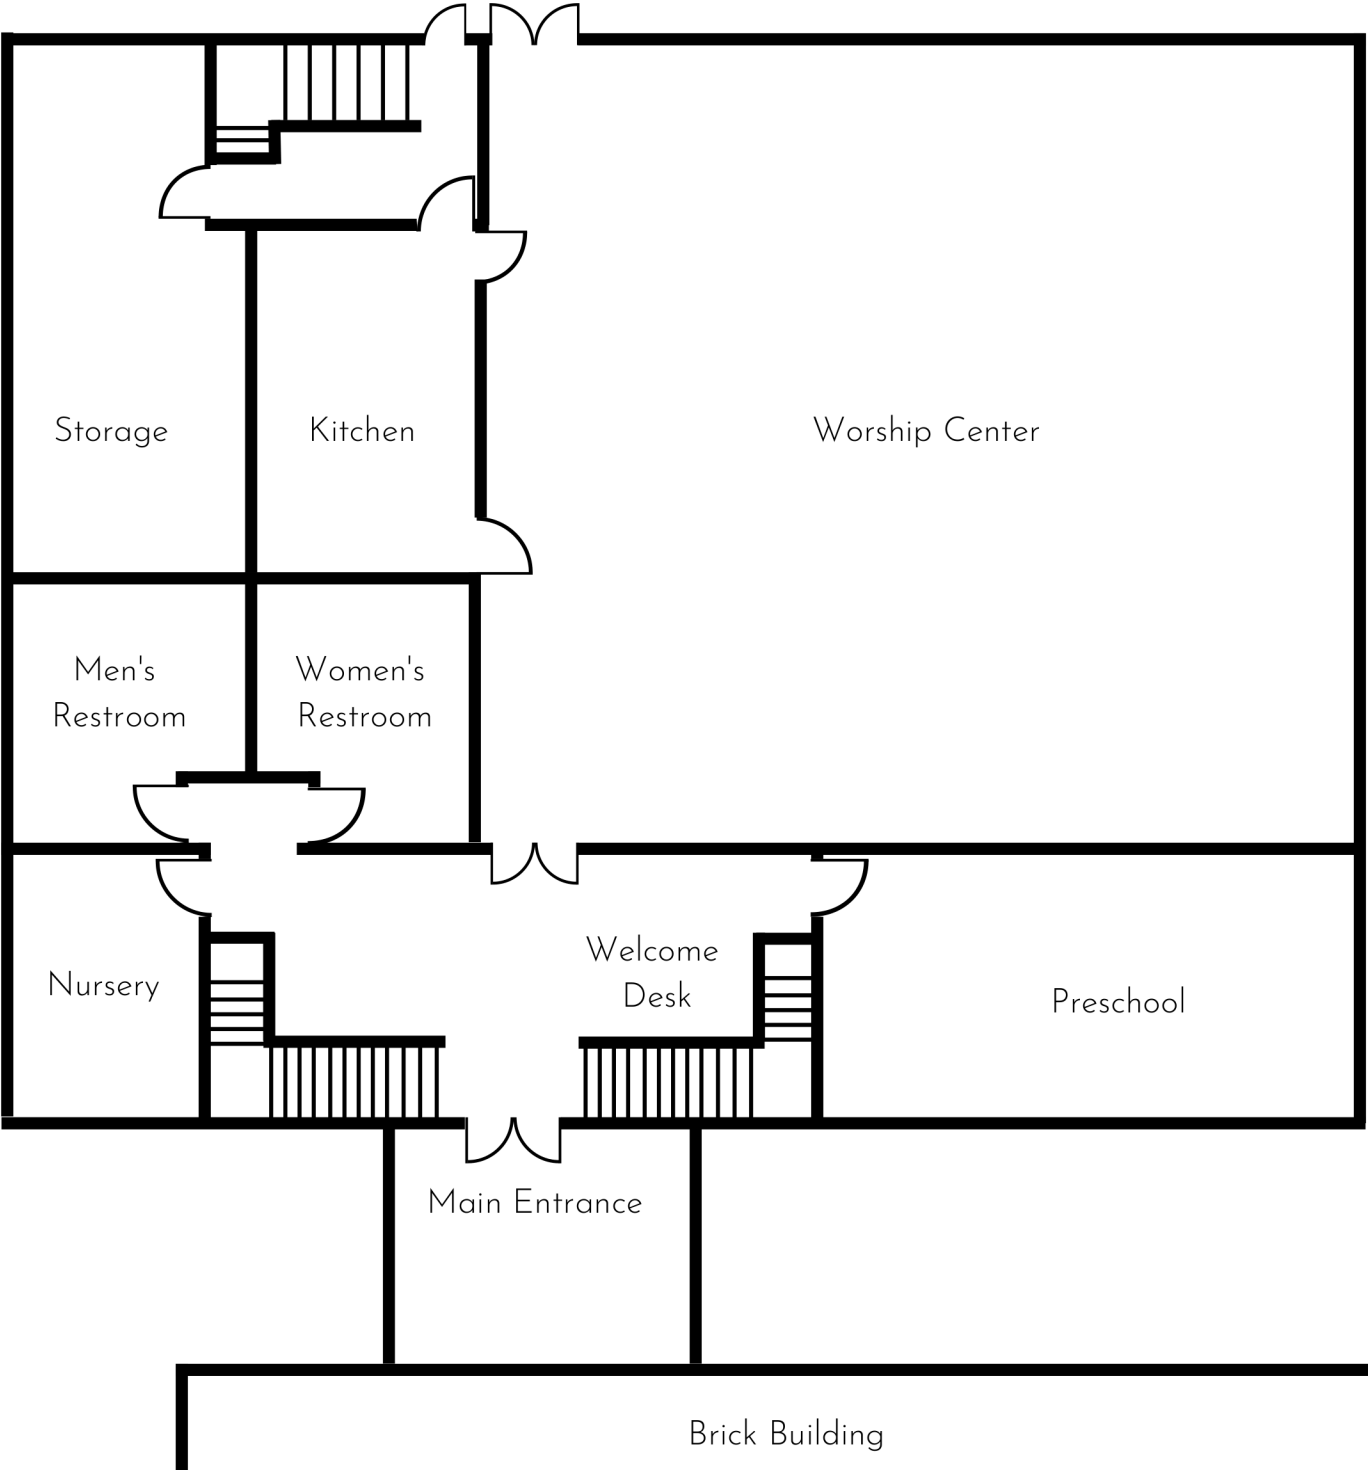 Storage
Kitchen
Worship Center
Men's
Restroom
Women's
Restroom
Nursery
Welcome
Desk
Preschool
Main Entrance
Brick Building